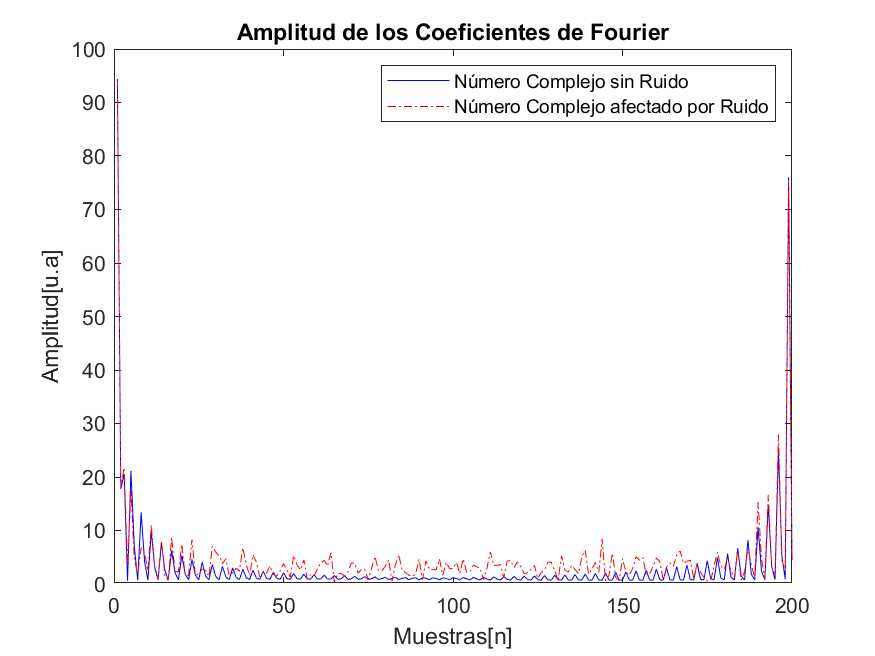 Amplitud de los Coeficientes de Fourier
Número Complejo sin Ruido
Número Complejo afectado por Ruido
Amplitud[u.a]
100
90
80
70
60
50
40
30
20
10
0
0 50 100 150 200
Muestras[n]